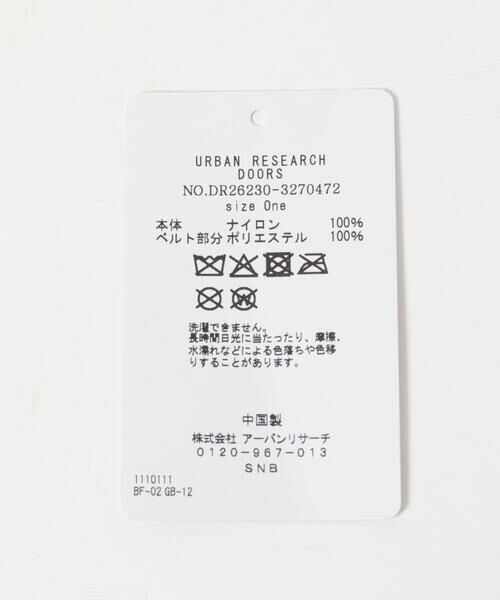 URBAN RESEARCH
DOORS
NO.DR26230-3270472
size One
本体 ナイロン 100%
ベルト部分 ポリエステル 100%
洗濯できません。
長時間日光に当たったり、摩擦、
水濡れなどによる色落ちや色移
りすることがあります。
中国製
株式会社 アーバンリサーチ
0120-967-013
SNB
1110111
BF-02 GB-12